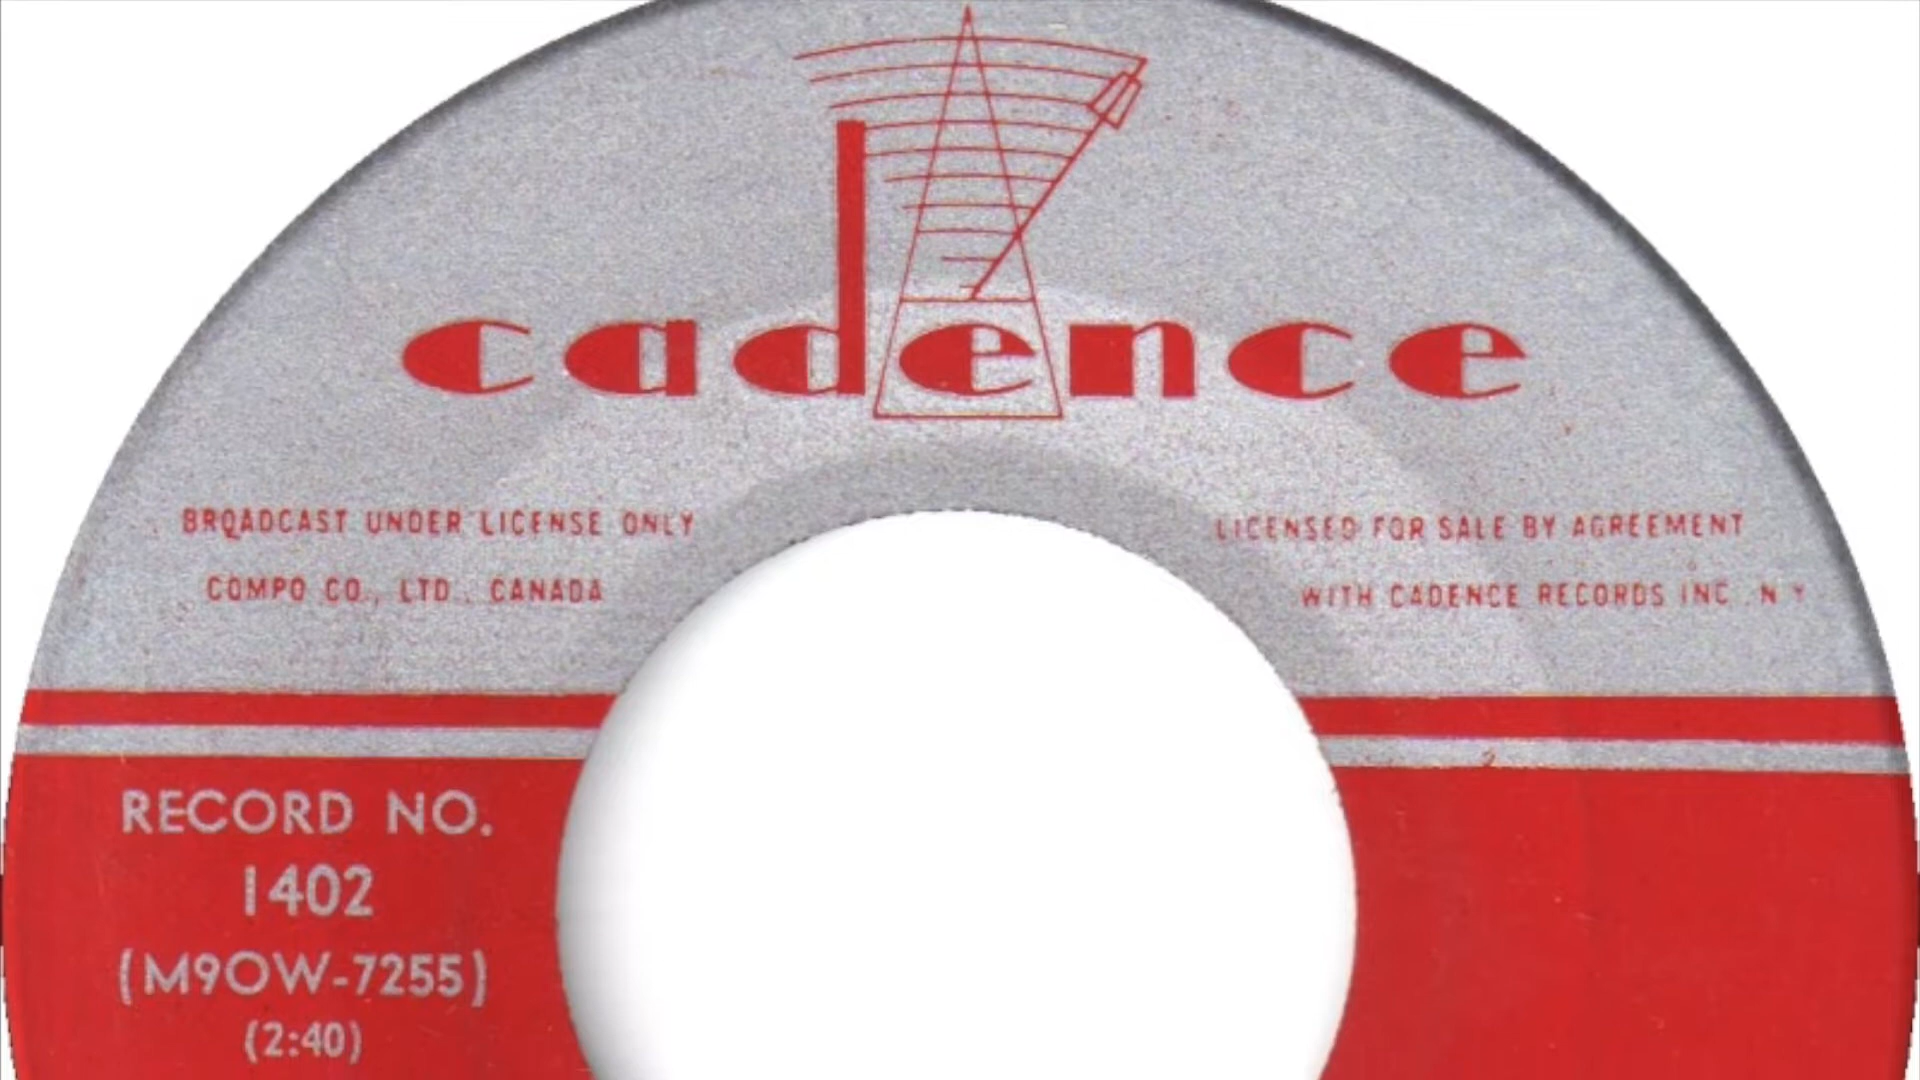 cadence
BROADCAST UNDER LICENSE ONLY
COMPO CO., LTD. CANADA
LICENSED FOR SALE BY AGREEMENT
WITH CADENCE RECORDS INC. N Y
RECORD NO.
1402
(M9OW-7255)
(2:40)